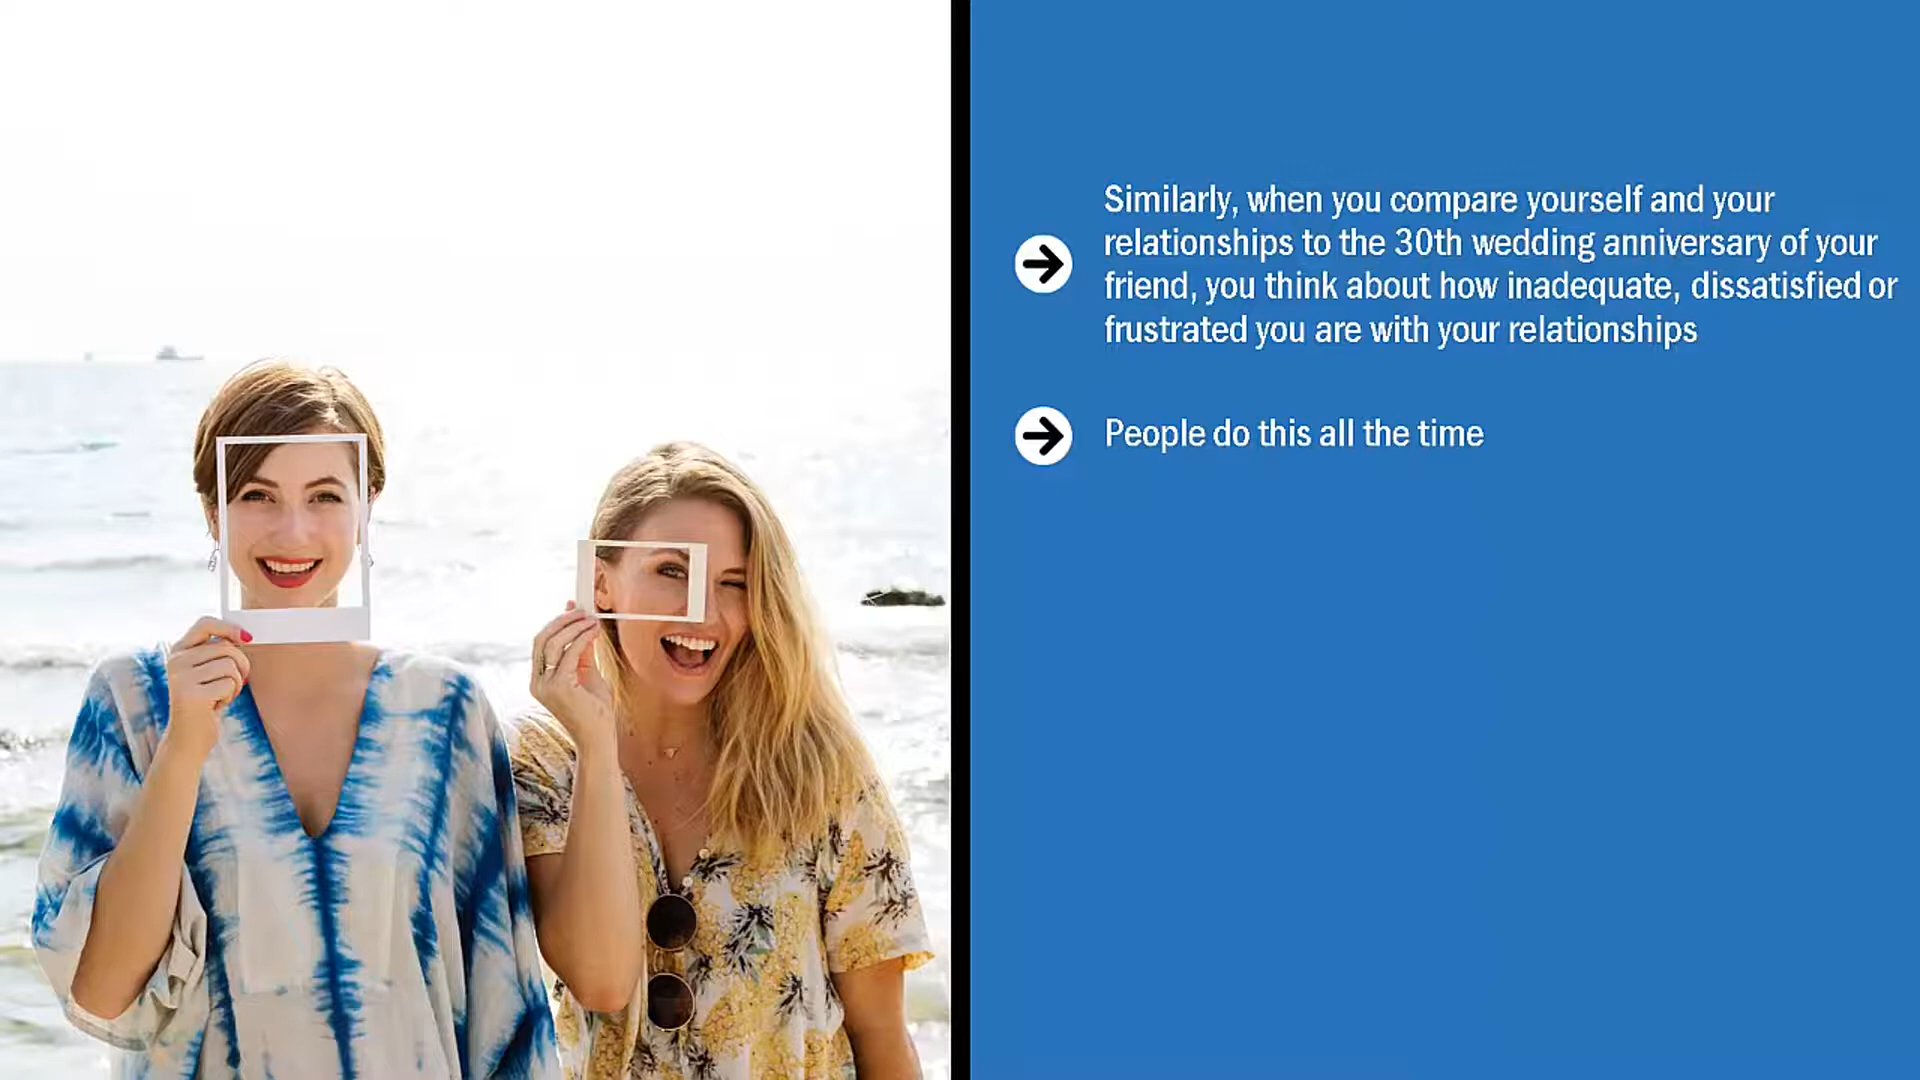 Similarly, when you compare yourself and your
relationships to the 30th wedding anniversary of your
friend, you think about how inadequate, dissatisfied or
frustrated you are with your relationships
People do this all the time